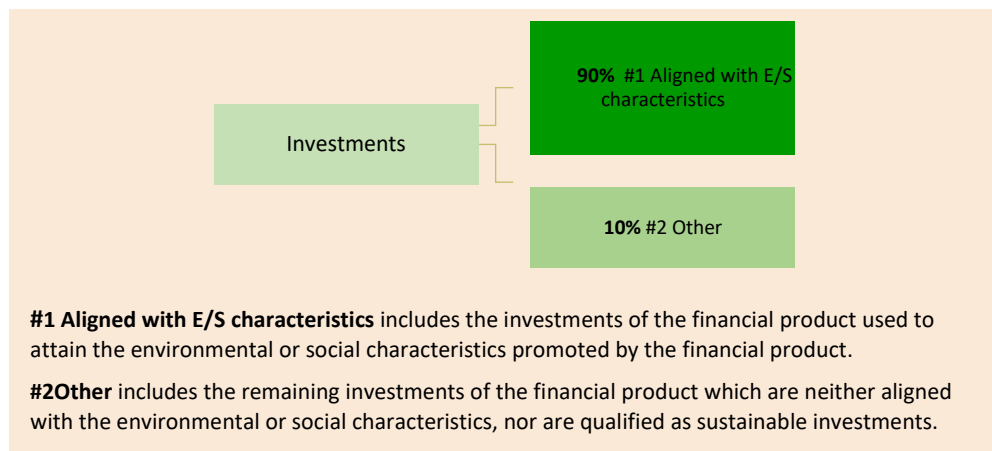 90% #1 Aligned with E/S
characteristics
Investments
10% #2 Other
#1 Aligned with E/S characteristics includes the investments of the financial product used to
attain the environmental or social characteristics promoted by the financial product.
#2Other includes the remaining investments of the financial product which are neither aligned
with the environmental or social characteristics, nor are qualified as sustainable investments.